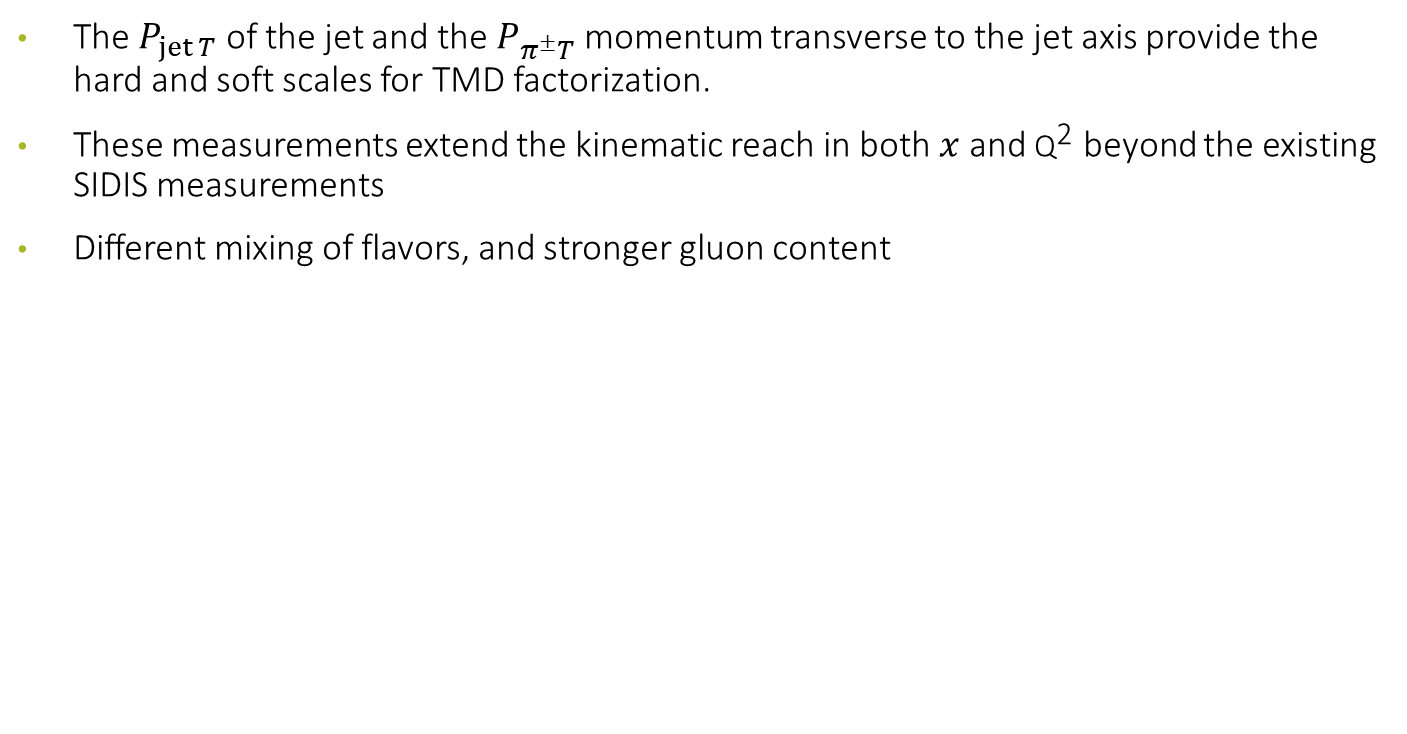 • The P_jet T of the jet and the P_π±T momentum transverse to the jet axis provide the
hard and soft scales for TMD factorization.
• These measurements extend the kinematic reach in both x and Q² beyond the existing
SIDIS measurements
• Different mixing of flavors, and stronger gluon content